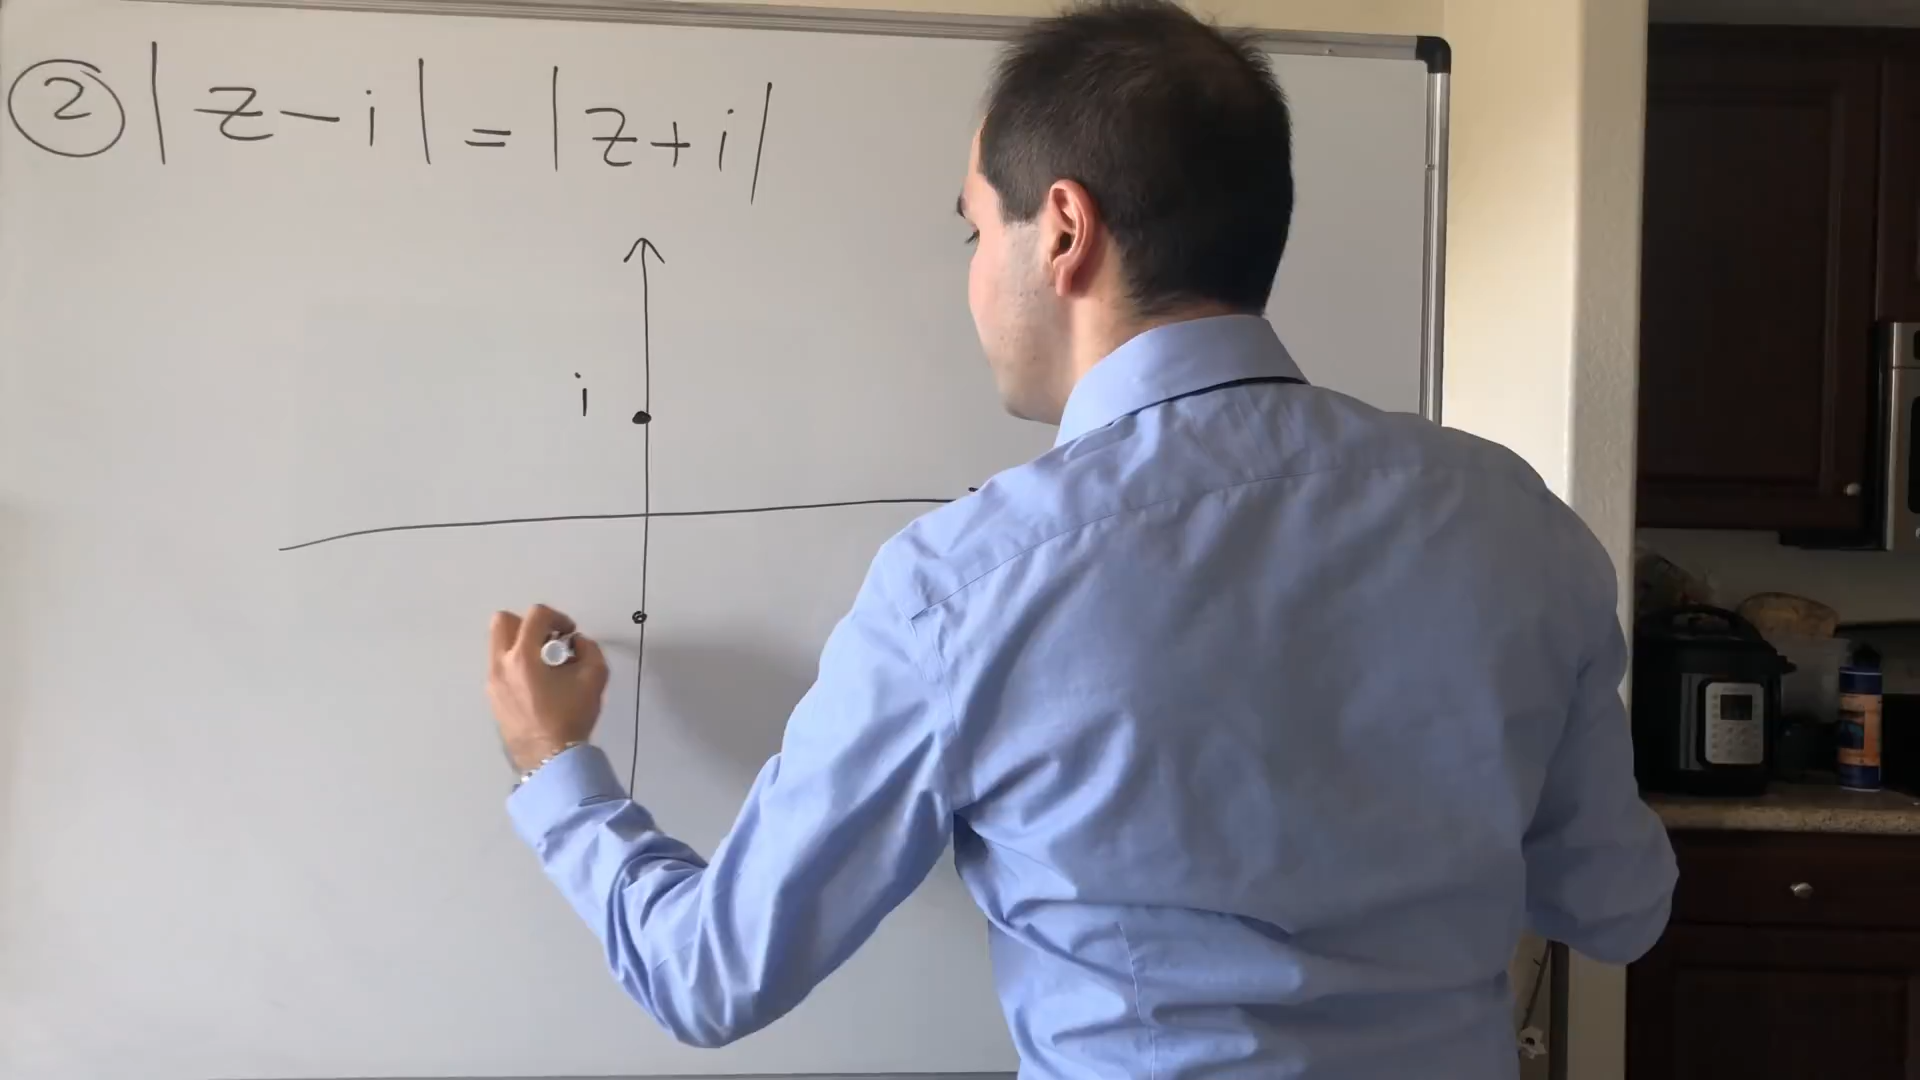 ② |z-i| = |z+i|
i